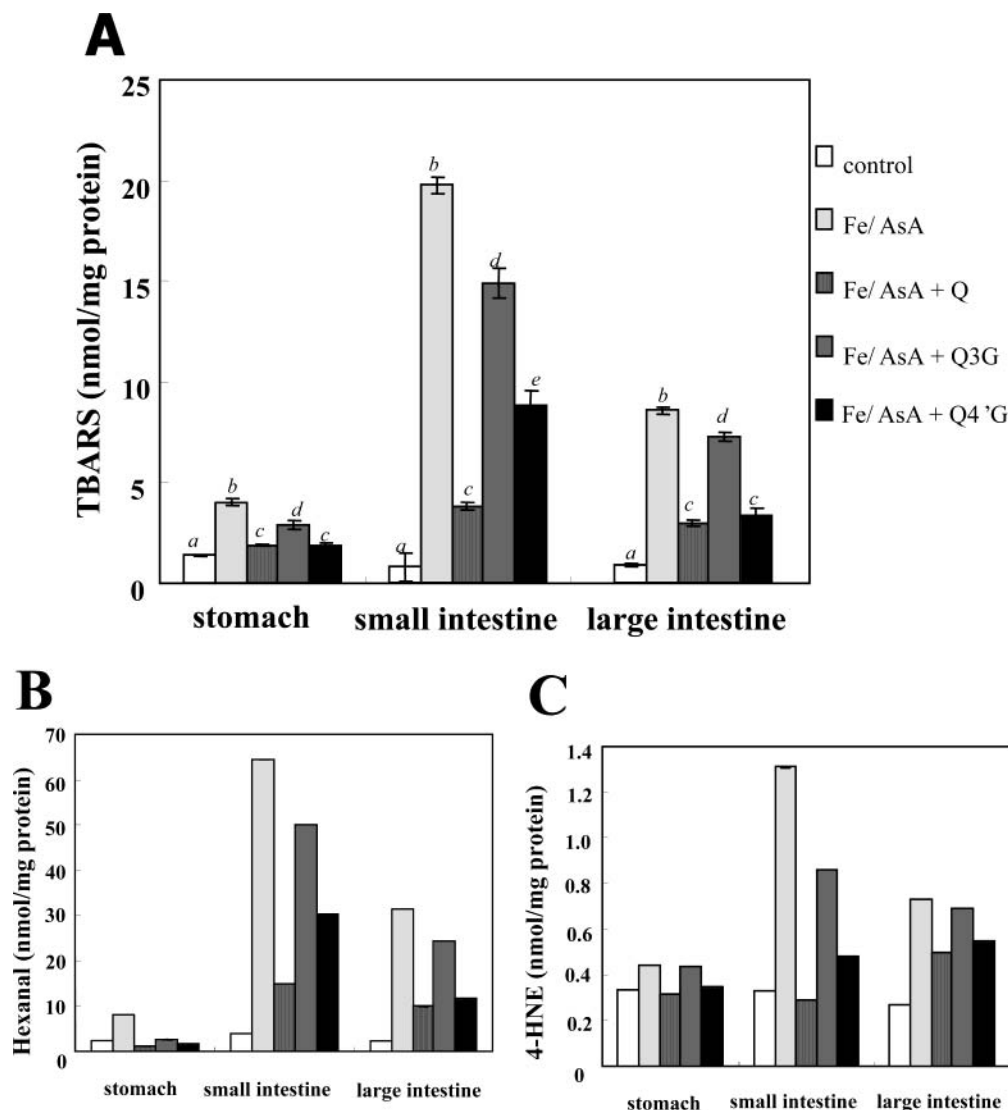 A
TBARS (nmol/mg protein)
25
20
15
10
5
0
a
b
c
d
c
a
b
c
d
e
a
b
c
d
c
stomach
small intestine
large intestine
control
Fe/ AsA
Fe/ AsA + Q
Fe/ AsA + Q3G
Fe/ AsA + Q4 ’G
B
Hexanal (nmol/mg protein)
70
60
50
40
30
20
10
0
stomach
small intestine
large intestine
C
4-HNE (nmol/mg protein)
1.4
1.2
1.0
0.8
0.6
0.4
0.2
0
stomach
small intestine
large intestine